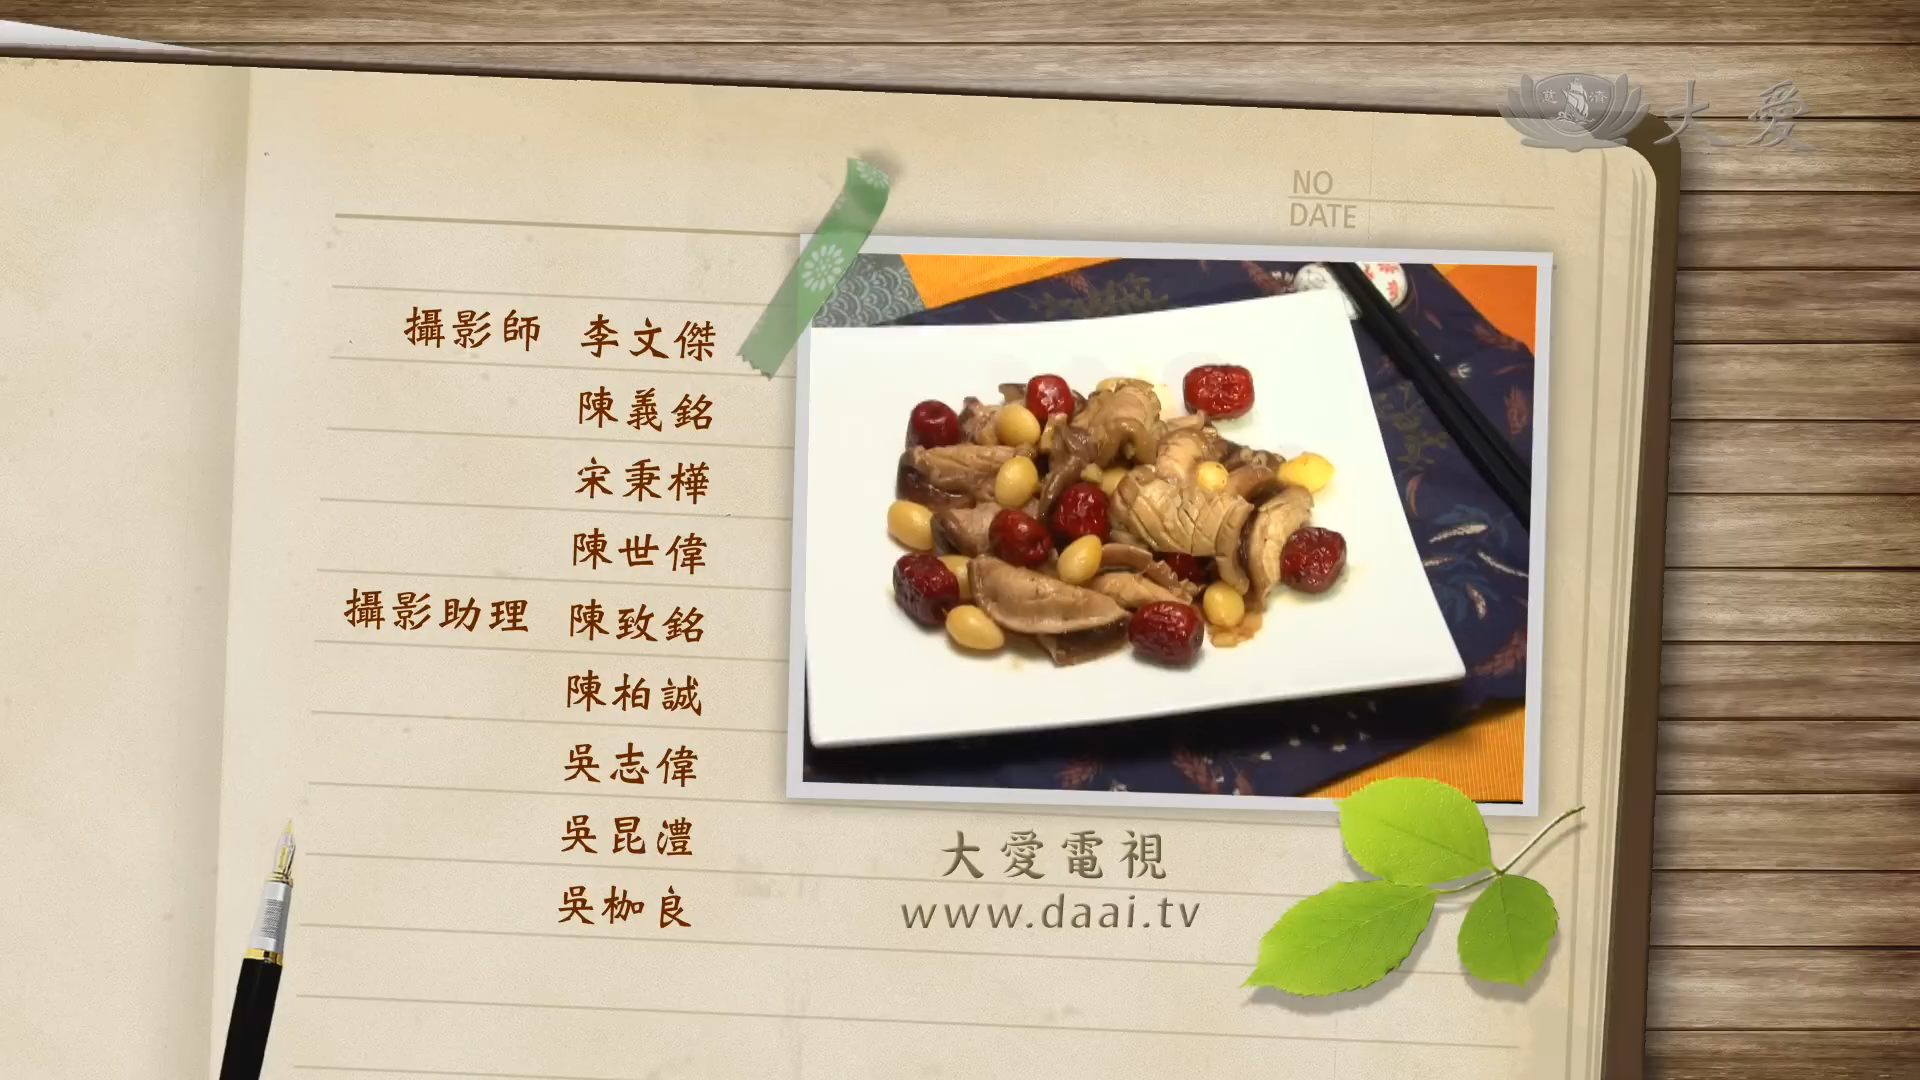 慈濟 大愛
NO
DATE
攝影師 李文傑
陳義銘
宋秉樺
陳世偉
攝影助理 陳致銘
陳柏誠
吳志偉
吳昆澧
吳枷良
大愛電視
www.daai.tv